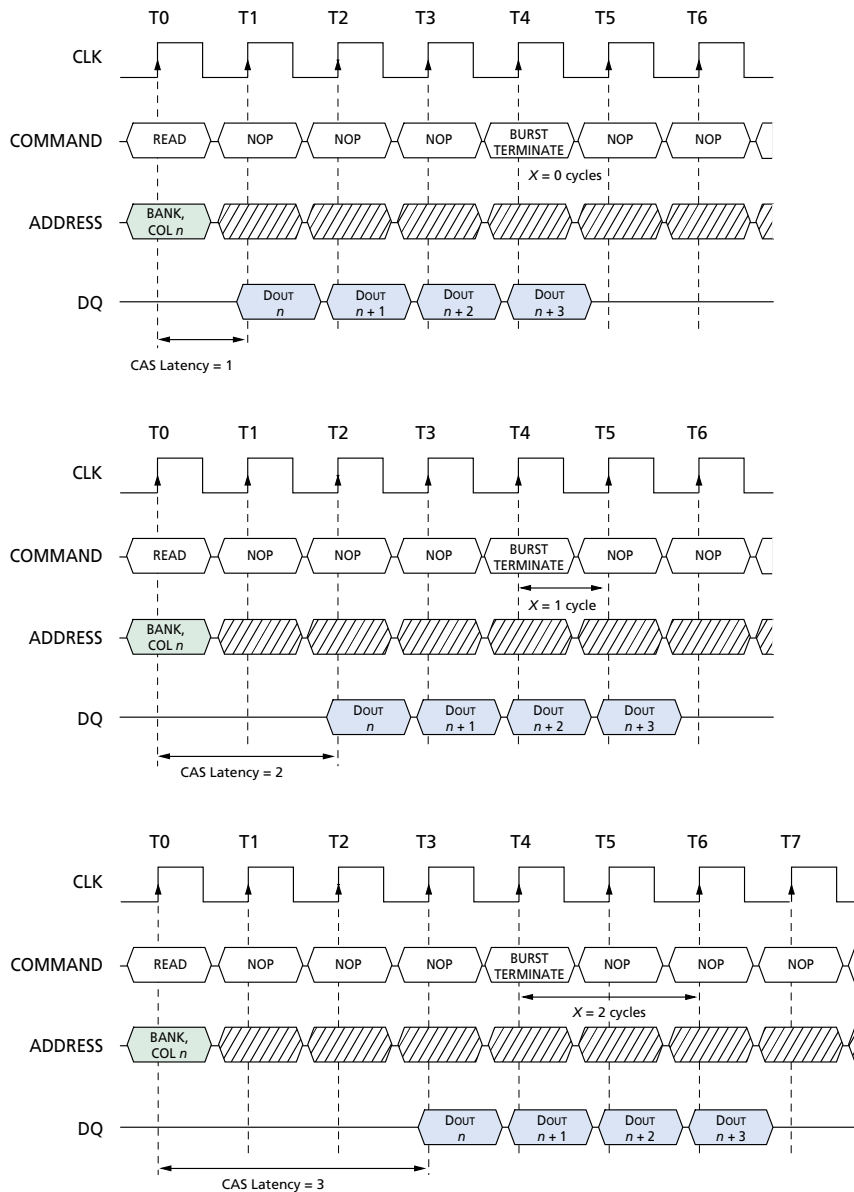 T0 T1 T2 T3 T4 T5 T6
CLK
COMMAND READ NOP NOP NOP BURST TERMINATE NOP NOP
X = 0 cycles
ADDRESS BANK, COL n
DQ DOUT n DOUT n + 1 DOUT n + 2 DOUT n + 3
CAS Latency = 1
T0 T1 T2 T3 T4 T5 T6
CLK
COMMAND READ NOP NOP NOP BURST TERMINATE NOP NOP
X = 1 cycle
ADDRESS BANK, COL n
DQ DOUT n DOUT n + 1 DOUT n + 2 DOUT n + 3
CAS Latency = 2
T0 T1 T2 T3 T4 T5 T6 T7
CLK
COMMAND READ NOP NOP NOP BURST TERMINATE NOP NOP NOP
X = 2 cycles
ADDRESS BANK, COL n
DQ DOUT n DOUT n + 1 DOUT n + 2 DOUT n + 3
CAS Latency = 3